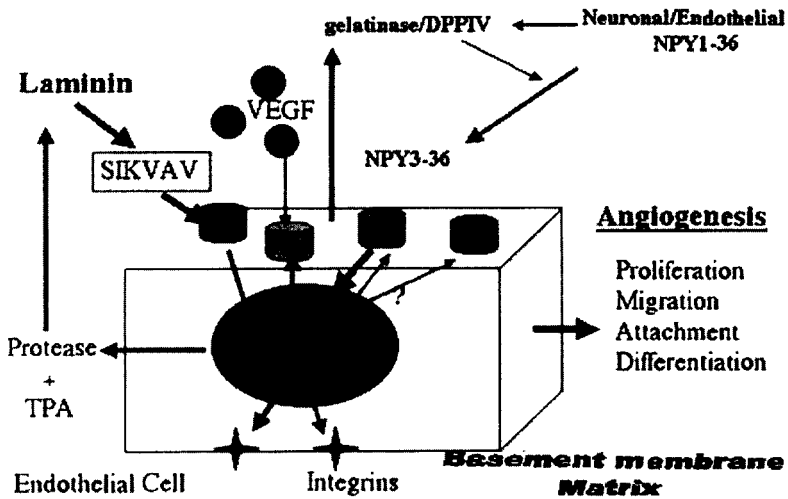 gelatinase/DPPIV
Neuronal/Endothelial
NPY1-36
Laminin
VEGF
NPY3-36
SIKVAV
Angiogenesis
Proliferation
Migration
Attachment
Differentiation
?
Protease
+
TPA
Endothelial Cell
Integrins
Basement membrane
Matrix